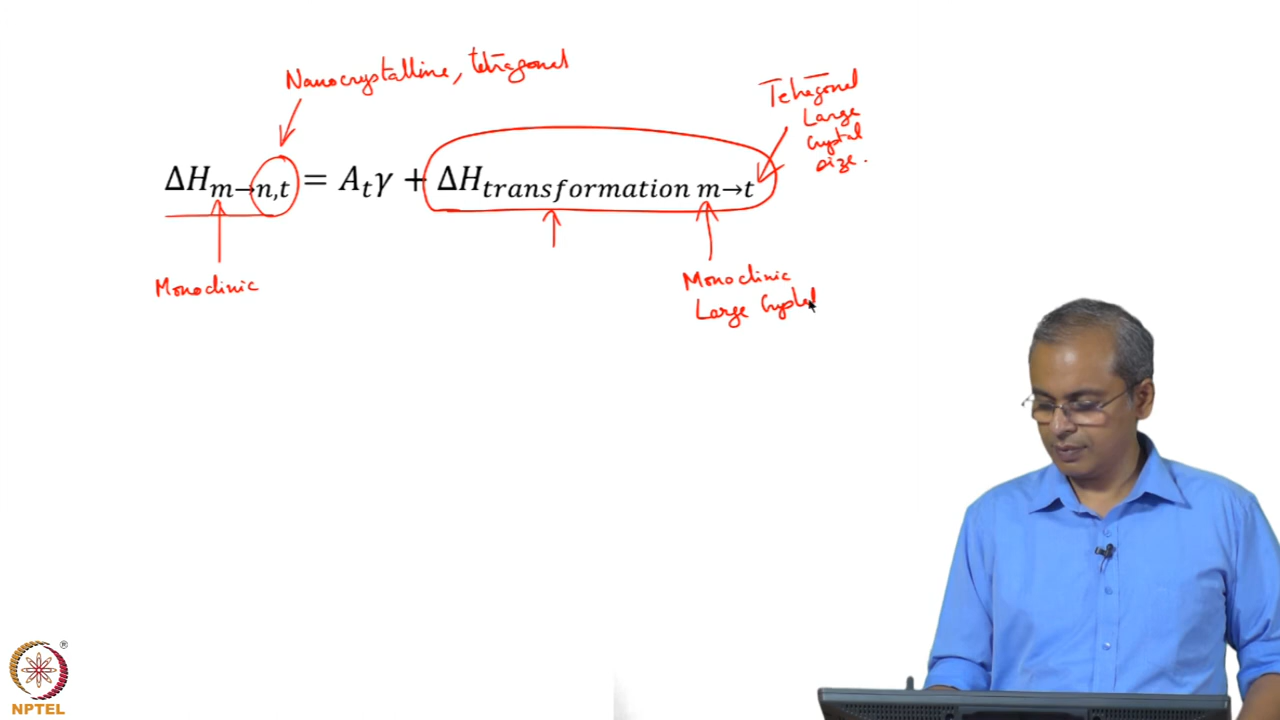 Nanocrystalline, tetragonal
Tetragonal
Large
Crystal
size.
ΔH_{m→n,t} = A_tγ + ΔH_{transformation m→t}
Monoclinic
Monoclinic
Large Crystal
®
NPTEL